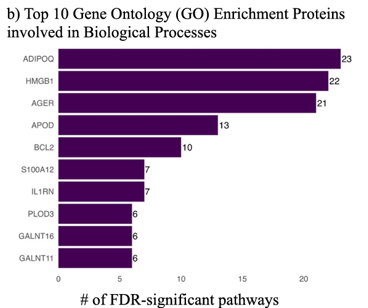 b) Top 10 Gene Ontology (GO) Enrichment Proteins
involved in Biological Processes
ADIPOQ 23
HMGB1 22
AGER 21
APOD 13
BCL2 10
S100A12 7
IL1RN 7
PLOD3 6
GALNT16 6
GALNT11 6
0 5 10 15 20
# of FDR-significant pathways